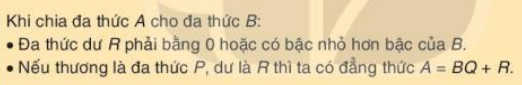 Khi chia đa thức A cho đa thức B:
• Đa thức dư R phải bằng 0 hoặc có bậc nhỏ hơn bậc của B.
• Nếu thương là đa thức P, dư là R thì ta có đẳng thức A = BQ + R.